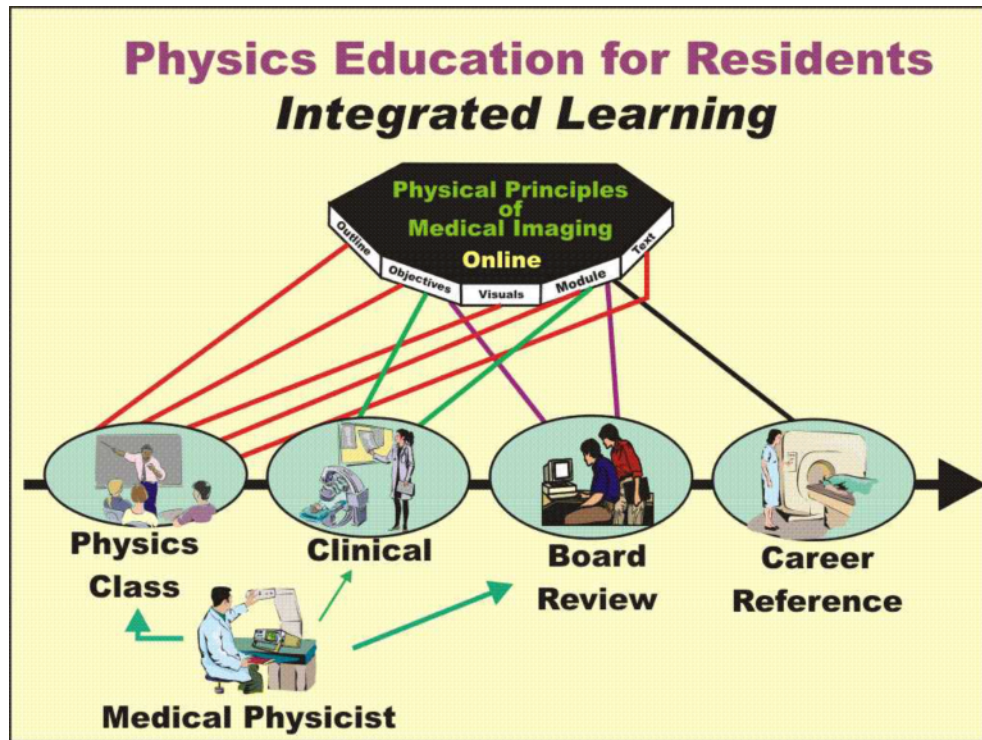 Physics Education for Residents
Integrated Learning
Physical Principles
of
Medical Imaging
Online
Outline
Objectives
Visuals
Module
Text
Physics
Class
Clinical
Board
Review
Career
Reference
Medical Physicist